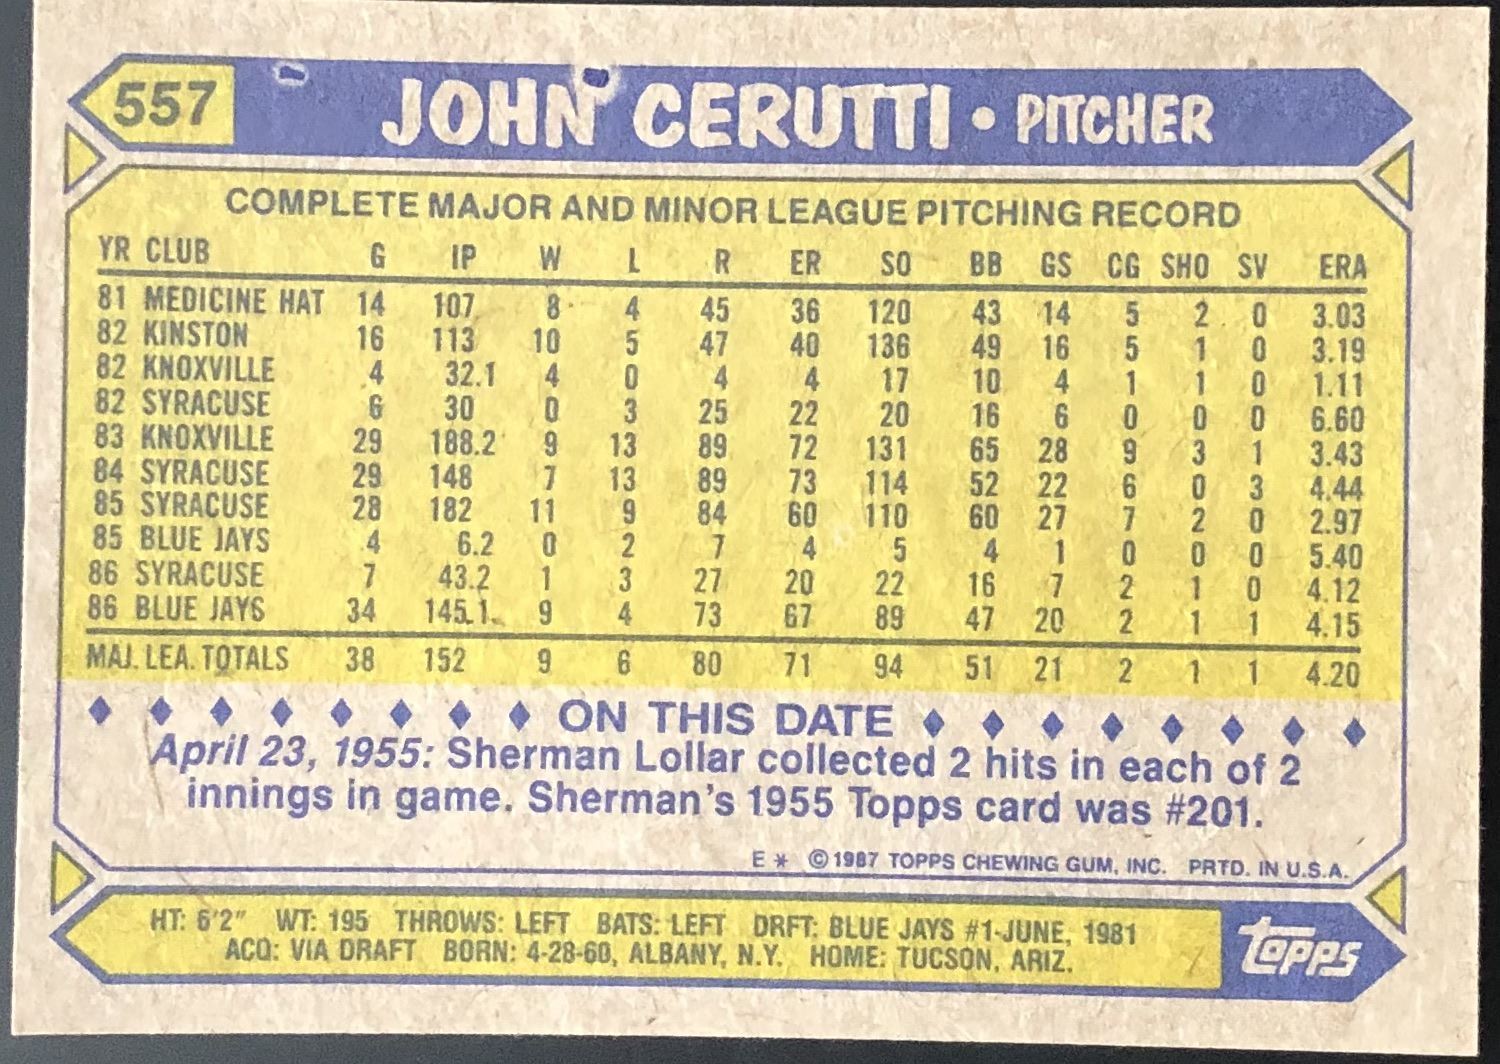 557 JOHN CERUTTI • PITCHER
COMPLETE MAJOR AND MINOR LEAGUE PITCHING RECORD
YR CLUB G IP W L R ER SO BB GS CG SHO SV ERA
81 MEDICINE HAT 14 107 8 4 45 36 120 43 14 5 2 0 3.03
82 KINSTON 16 113 10 5 47 40 136 49 16 5 1 0 3.19
82 KNOXVILLE 4 32.1 4 0 4 4 17 10 4 1 1 0 1.11
82 SYRACUSE 6 30 0 3 25 22 20 16 6 0 0 0 6.60
83 KNOXVILLE 29 188.2 9 13 89 72 131 65 28 9 3 1 3.43
84 SYRACUSE 29 148 7 13 89 73 114 52 22 6 0 3 4.44
85 SYRACUSE 28 182 11 9 84 60 110 60 27 7 2 0 2.97
85 BLUE JAYS 4 6.2 0 2 7 4 5 4 1 0 0 0 5.40
86 SYRACUSE 7 43.2 1 3 27 20 22 16 7 2 1 0 4.12
86 BLUE JAYS 34 145.1 9 4 73 67 89 47 20 2 1 1 4.15
MAJ. LEA. TOTALS 38 152 9 6 80 71 94 51 21 2 1 1 4.20
ON THIS DATE
April 23, 1955: Sherman Lollar collected 2 hits in each of 2
innings in game. Sherman's 1955 Topps card was #201.
E * ©1987 TOPPS CHEWING GUM, INC. PRTD. IN U.S.A.
HT: 6'2" WT: 195 THROWS: LEFT BATS: LEFT DRFT: BLUE JAYS #1-JUNE, 1981
ACQ: VIA DRAFT BORN: 4-28-60, ALBANY, N.Y. HOME: TUCSON, ARIZ.
topps